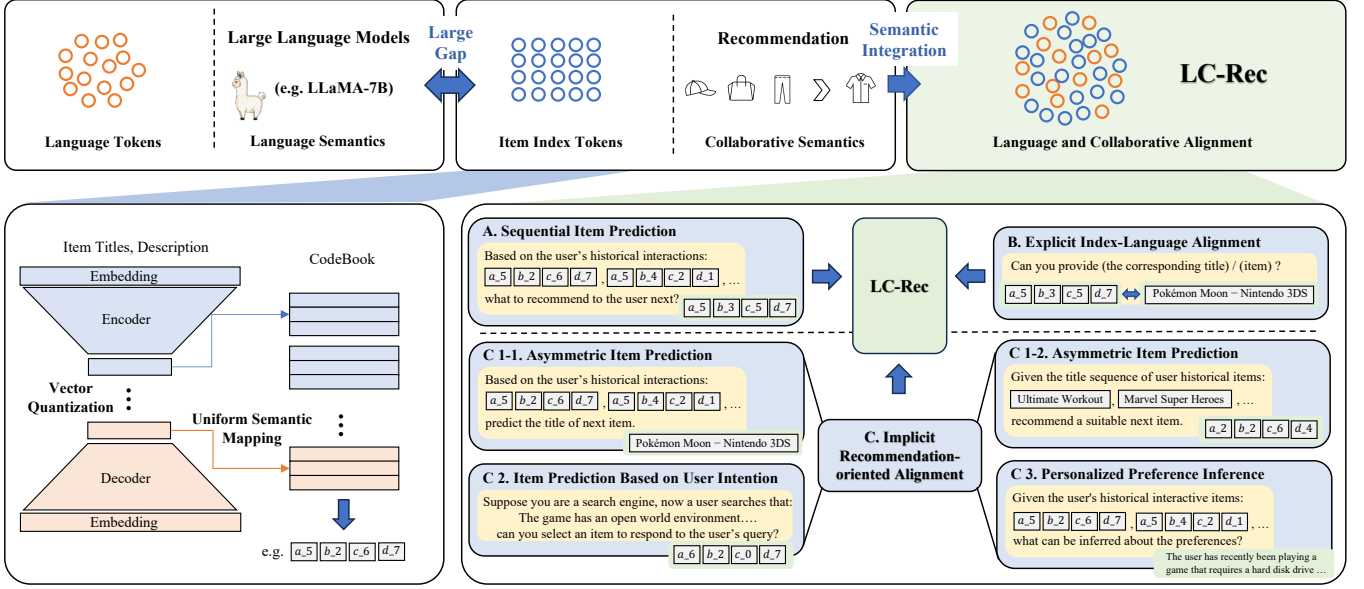 Large Language Models
(e.g. LLaMA-7B)
Language Tokens
Language Semantics
Large
Gap
Recommendation
Item Index Tokens
Collaborative Semantics
Semantic
Integration
LC-Rec
Language and Collaborative Alignment
Item Titles, Description
CodeBook
Embedding
Encoder
Vector
Quantization
Uniform Semantic
Mapping
Decoder
Embedding
e.g. a_5 b_2 c_6 d_7
A. Sequential Item Prediction
Based on the user's historical interactions:
a_5 b_2 c_6 d_7 , a_5 b_4 c_2 d_1 , ...
what to recommend to the user next?
a_5 b_3 c_5 d_7
LC-Rec
B. Explicit Index-Language Alignment
Can you provide (the corresponding title) / (item) ?
a_5 b_3 c_5 d_7 Pokémon Moon − Nintendo 3DS
C 1-1. Asymmetric Item Prediction
Based on the user's historical interactions:
a_5 b_2 c_6 d_7 , a_5 b_4 c_2 d_1 , ...
predict the title of next item.
Pokémon Moon − Nintendo 3DS
C 1-2. Asymmetric Item Prediction
Given the title sequence of user historical items:
Ultimate Workout , Marvel Super Heroes , ...
recommend a suitable next item.
a_2 b_2 c_6 d_4
C. Implicit
Recommendation-
oriented Alignment
C 2. Item Prediction Based on User Intention
Suppose you are a search engine, now a user searches that:
The game has an open world environment….
can you select an item to respond to the user's query?
a_6 b_2 c_0 d_7
C 3. Personalized Preference Inference
Given the user's historical interactive items:
a_5 b_2 c_6 d_7 , a_5 b_4 c_2 d_1 , ...
what can be inferred about the preferences?
The user has recently been playing a
game that requires a hard disk drive …